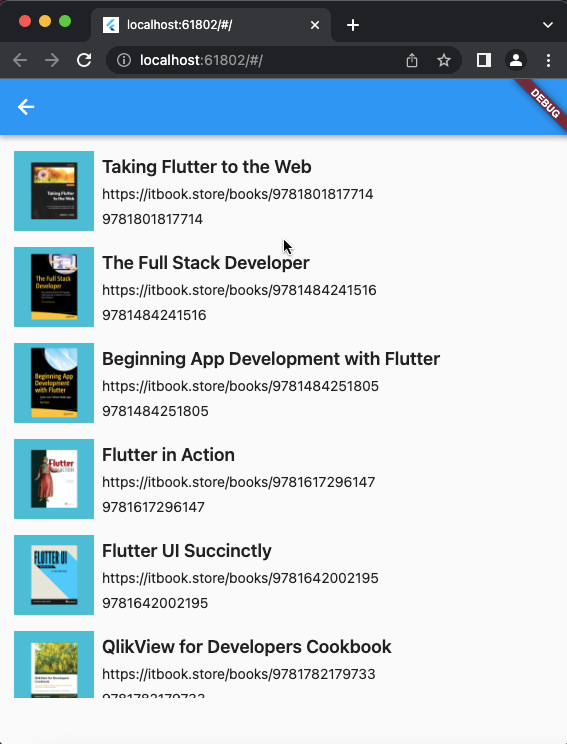 localhost:61802/#/
localhost:61802/#/
DEBUG
Taking Flutter to the Web
https://itbook.store/books/9781801817714
9781801817714
The Full Stack Developer
https://itbook.store/books/9781484241516
9781484241516
Beginning App Development with Flutter
https://itbook.store/books/9781484251805
9781484251805
Flutter in Action
https://itbook.store/books/9781617296147
9781617296147
Flutter UI Succinctly
https://itbook.store/books/9781642002195
9781642002195
QlikView for Developers Cookbook
https://itbook.store/books/9781782179733
9781782179733
Taking Flutter
to the Web
The Full Stack
Developer
Beginning App
Development
with Flutter
Flutter
FLUTTER UI